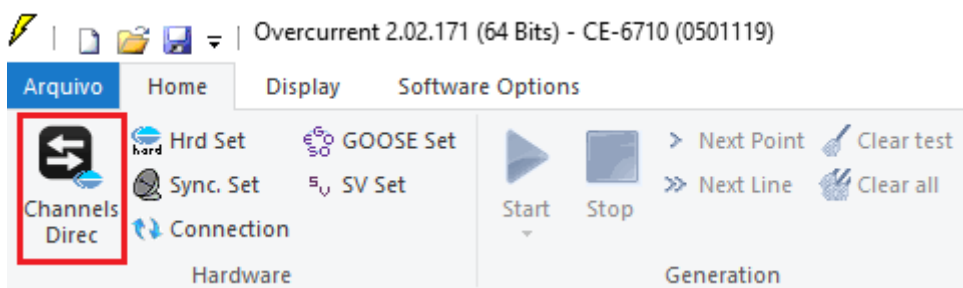 Overcurrent 2.02.171 (64 Bits) - CE-6710 (0501119)
Arquivo Home Display Software Options
Hrd Set GOOSE Set > Next Point Clear test
Sync. Set SV Set >> Next Line Clear all
Channels Direc Connection Start Stop
Hardware Generation